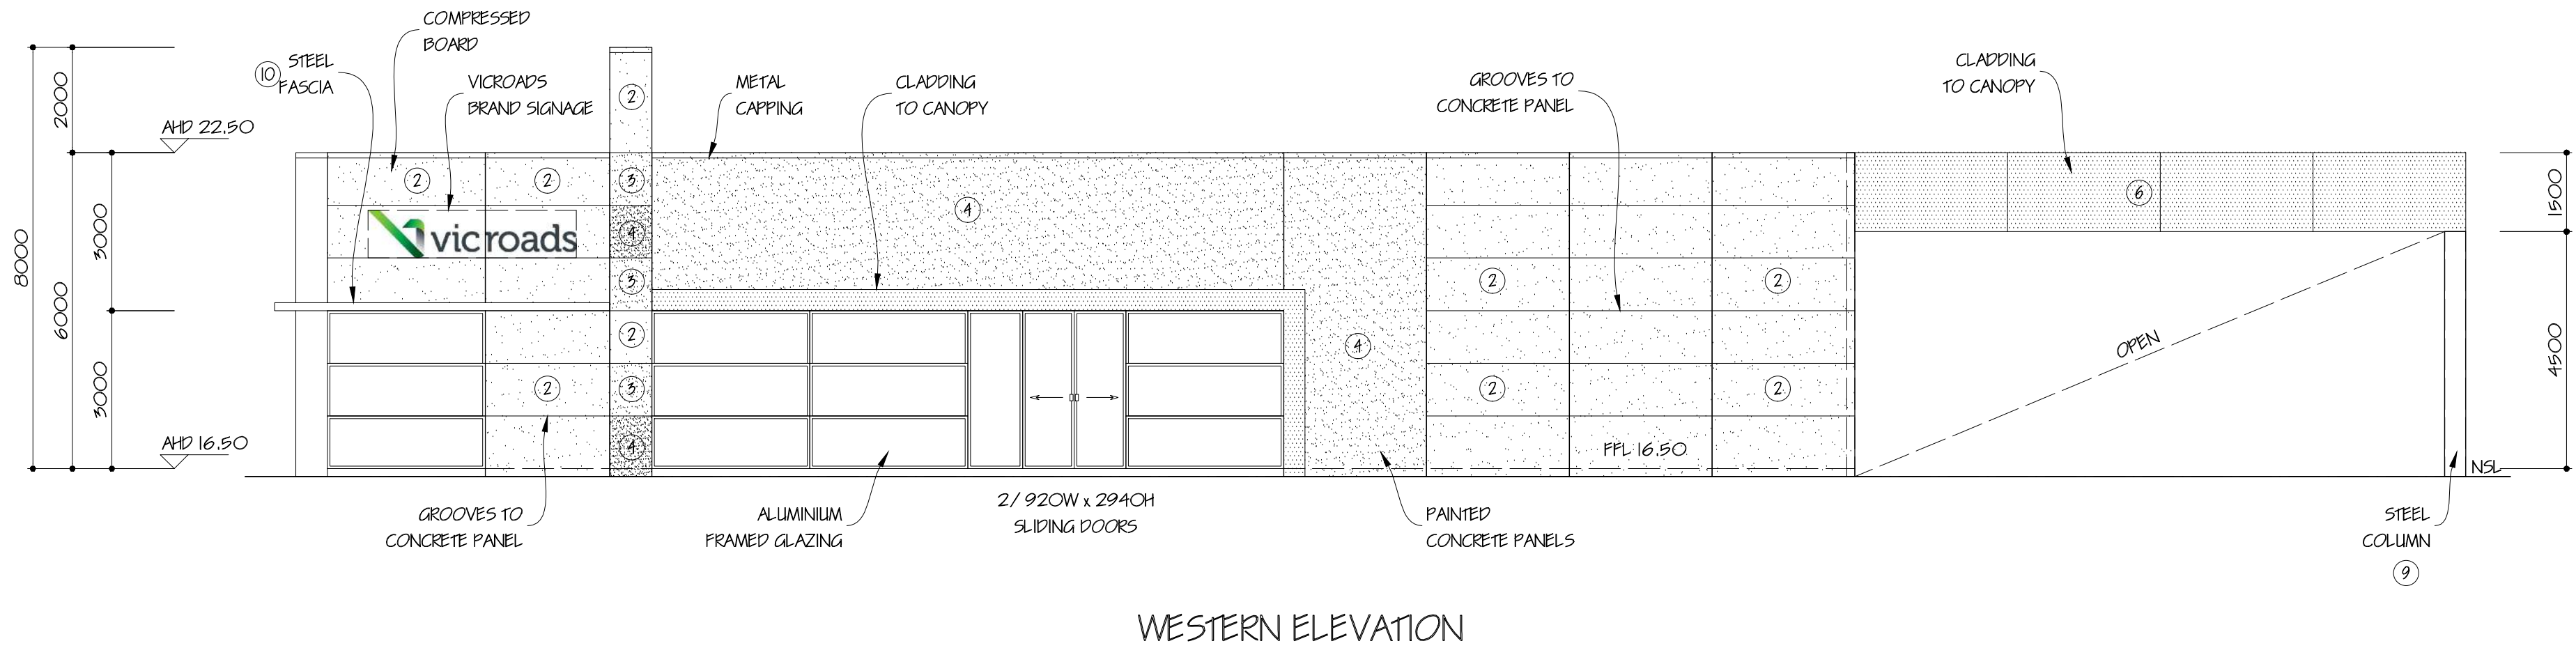 COMPRESSED
BOARD
10
STEEL
FASCIA
VICROADS
BRAND SIGNAGE
METAL
CAPPING
CLADDING
TO CANOPY
GROOVES TO
CONCRETE PANEL
CLADDING
TO CANOPY
2000
8000
6000
3000
3000
AHD 22.50
AHD 16.50
2
2
2
3
4
3
2
3
4
2
vicroads
4
4
2
2
2
2
6
1500
4500
OPEN
FFL 16.50
NSL
GROOVES TO
CONCRETE PANEL
ALUMINIUM
FRAMED GLAZING
2/ 920W x 2940H
SLIDING DOORS
PAINTED
CONCRETE PANELS
STEEL
COLUMN
9
WESTERN ELEVATION